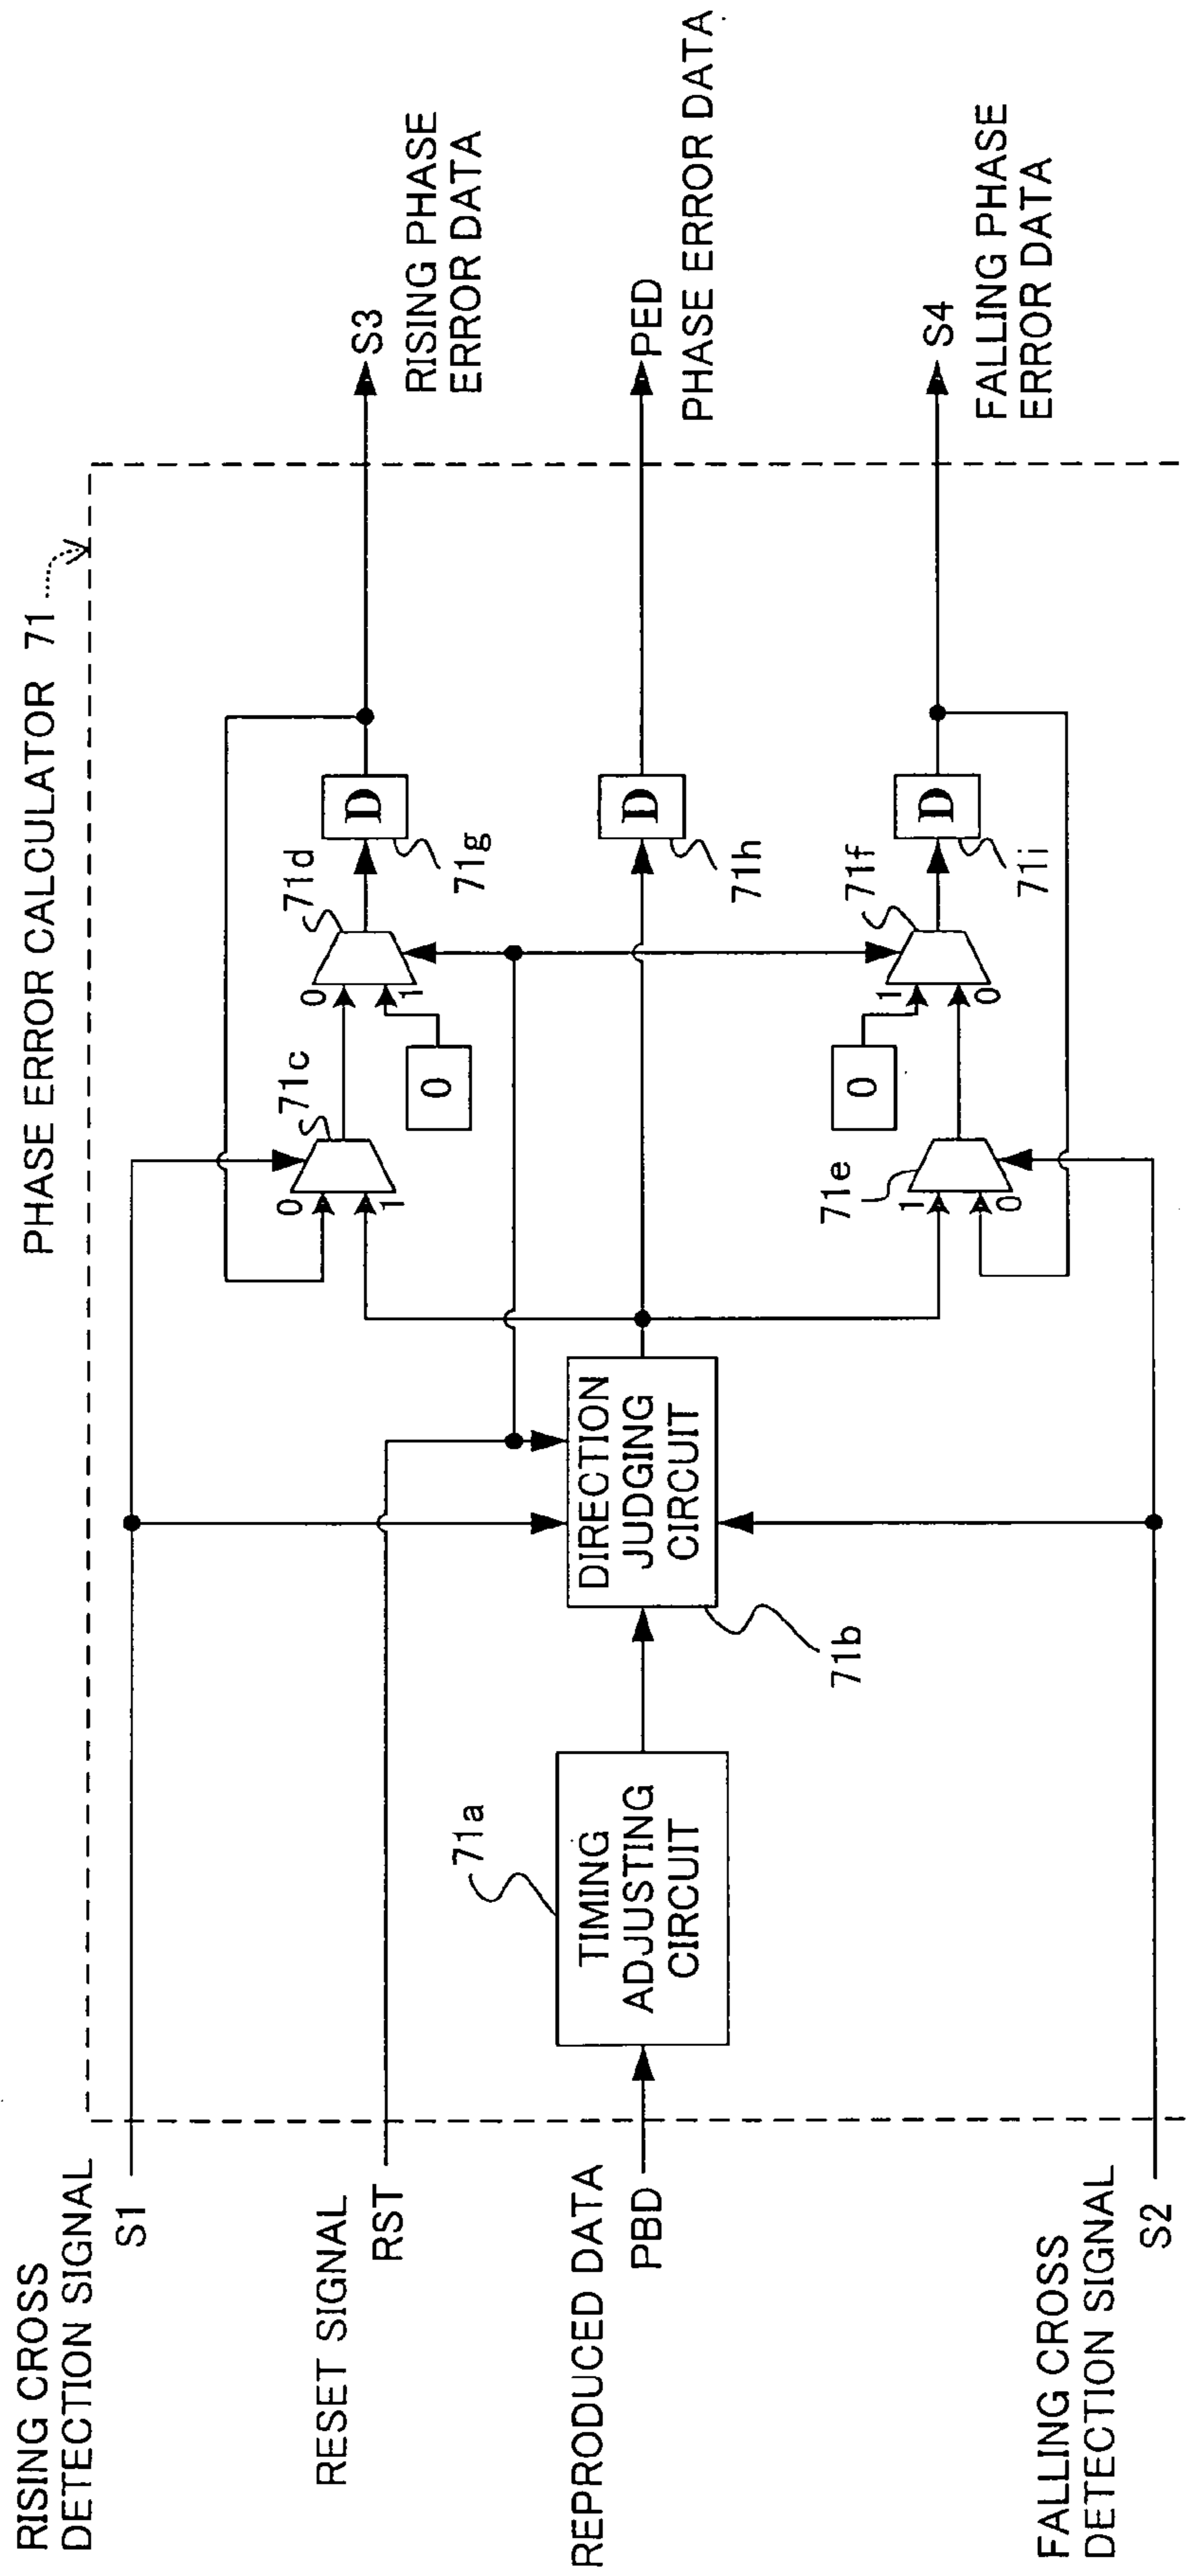 PHASE ERROR CALCULATOR 71
RISING CROSS
DETECTION SIGNAL
S1
RESET SIGNAL
RST
REPRODUCED DATA
PBD
FALLING CROSS
DETECTION SIGNAL
S2
71a
TIMING
ADJUSTING
CIRCUIT
DIRECTION
JUDGING
CIRCUIT
71b
0
1
71c
0
0
1
71d
D
71g
D
71h
1
0
71e
0
1
0
71f
D
71i
S3
RISING PHASE
ERROR DATA
PED
PHASE ERROR DATA
S4
FALLING PHASE
ERROR DATA